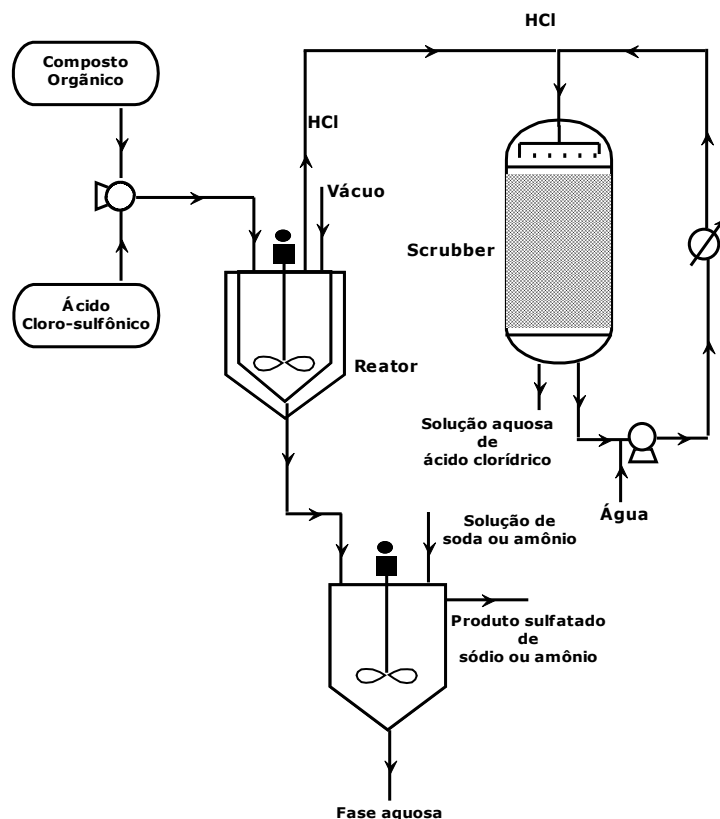 HCl
Composto
Orgãnico
HCl
Vácuo
Scrubber
Ácido
Cloro-sulfônico
Reator
Solução aquosa
de
ácido clorídrico
Água
Solução de
soda ou amônio
Produto sulfatado
de
sódio ou amônio
Fase aquosa